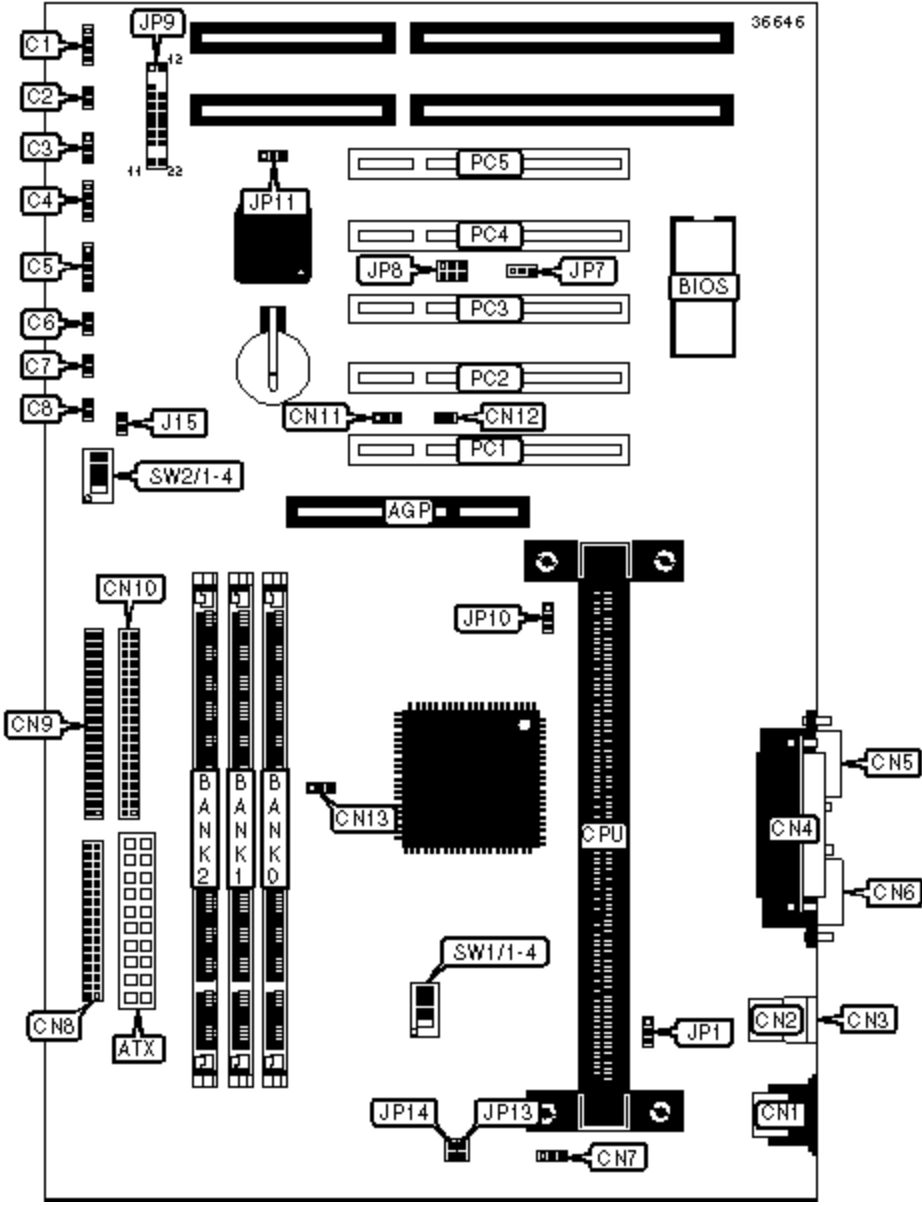 JP9
36646
C1
12
C2
C3
PC5
11 22
C4
JP11
PC4
C5
JP8
JP7
BIOS
PC3
C6
C7
PC2
C8
J15
CN11
CN12
PC1
SW2/1-4
AGP
CN10
JP10
CN9
CN5
BANK2
BANK1
BANK0
CN13
CPU
CN4
CN6
SW1/1-4
CN8
ATX
JP1
CN2
CN3
JP14
JP13
CN1
CN7